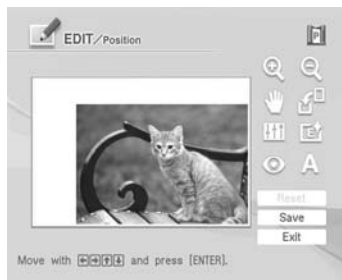 EDIT/Position
P
A
Reset
Save
Exit
Move with ←→↑↓ and press [ENTER].